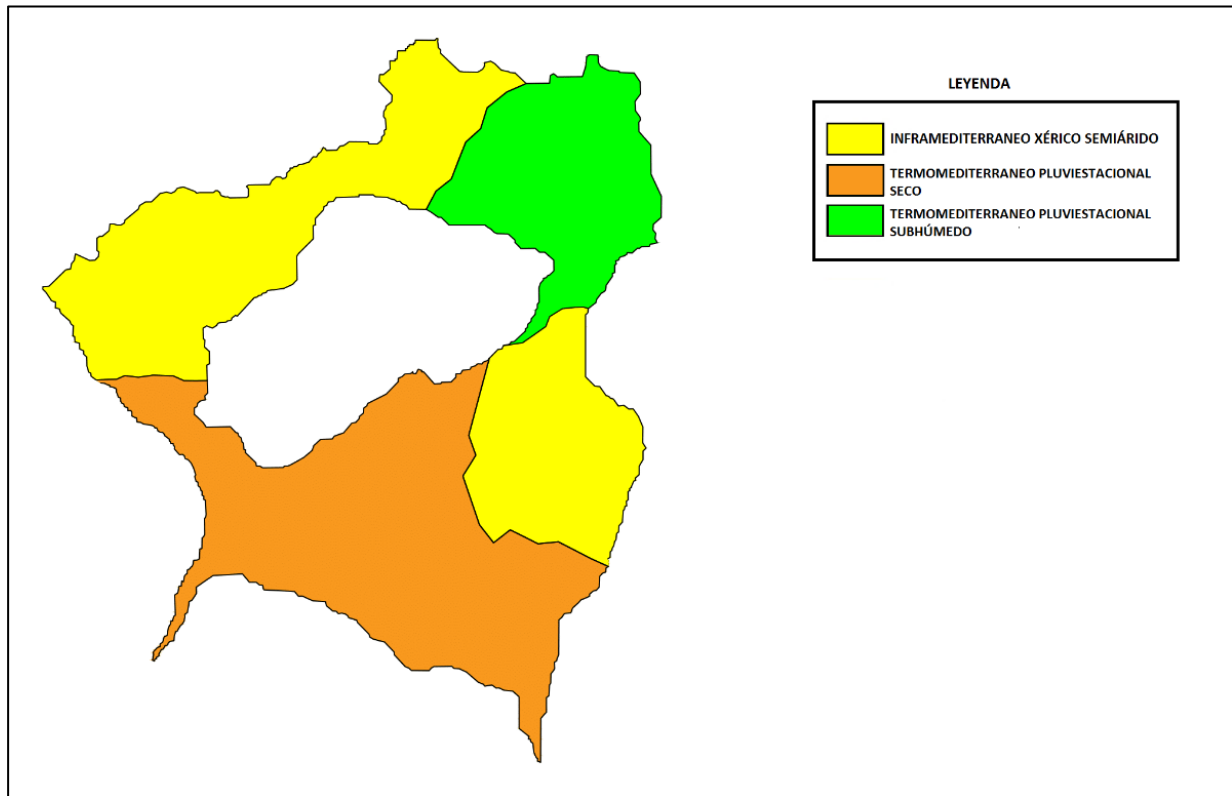 LEYENDA
INFRAMEDITERRANEO XÉRICO SEMIÁRIDO
TERMOMEDITERRANEO PLUVIESTACIONAL
SECO
TERMOMEDITERRANEO PLUVIESTACIONAL
SUBHÚMEDO